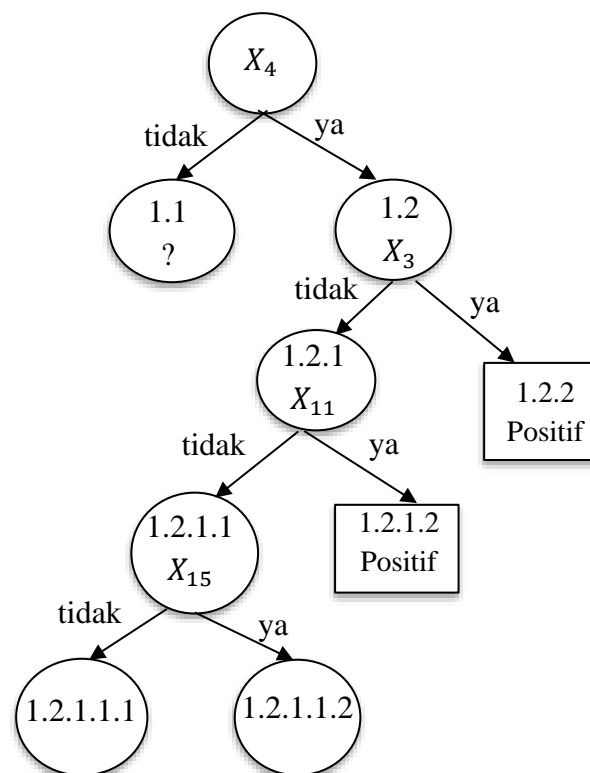 X₄
tidak
ya
1.1
?
1.2
X₃
tidak
ya
1.2.1
X₁₁
1.2.2
Positif
tidak
ya
1.2.1.1
X₁₅
1.2.1.2
Positif
tidak
ya
1.2.1.1.1
1.2.1.1.2